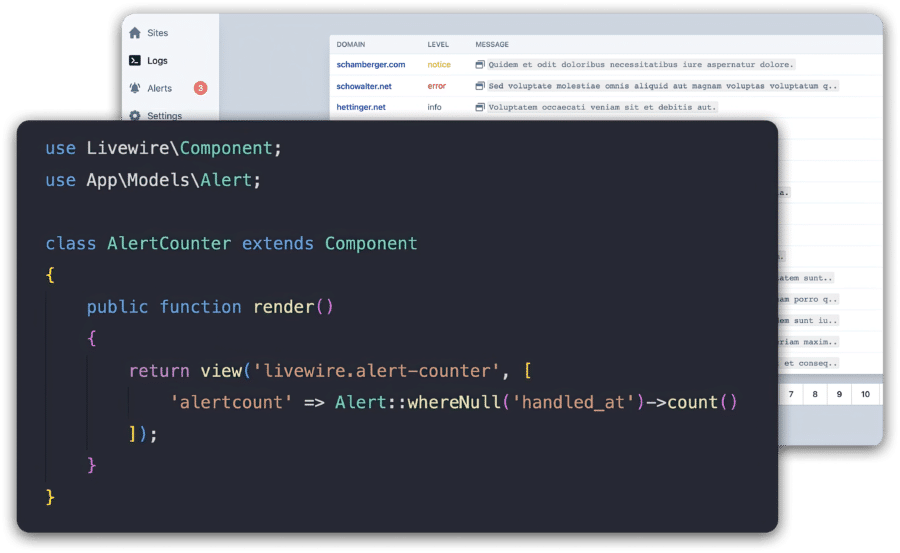 Sites
Logs
Alerts 3
Settings
DOMAIN LEVEL MESSAGE
schamberger.com notice Quidem et odit doloribus necessitatibus iure aspernatur dolore.
schowalter.net error Sed voluptate molestiae omnis aliquid aut magnam voluptas voluptatum q..
hettinger.net info Voluptatem occaecati veniam sit et debitis aut.
a.
.
atem sunt..
am porro q..
em sunt iu..
riam maxim..
et conseq..
7 8 9 10
use Livewire\Component;
use App\Models\Alert;
class AlertCounter extends Component
{
public function render()
{
return view('livewire.alert-counter', [
'alertcount' => Alert::whereNull('handled_at')->count()
]);
}
}